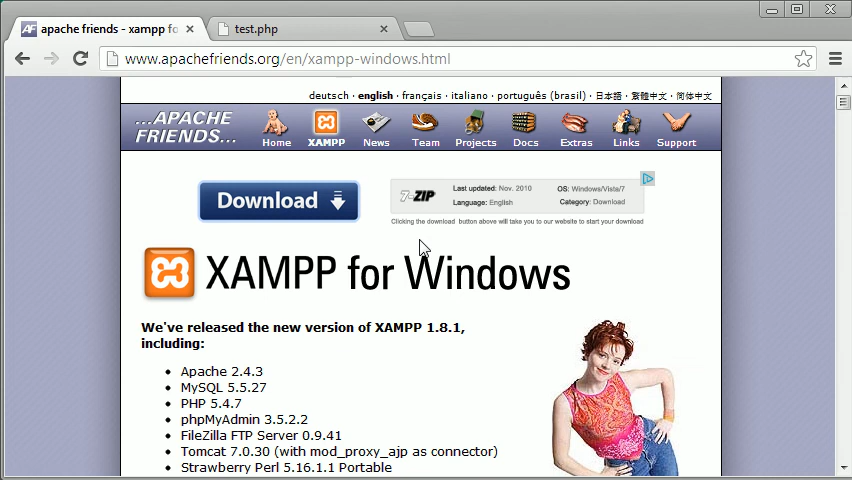 apache friends - xampp fo
test.php
www.apachefriends.org/en/xampp-windows.html
deutsch · english · français · italiano · português (brasil) · 日本語 · 繁體中文 · 简体中文
...APACHE FRIENDS...
Home XAMPP News Team Projects Docs Extras Links Support
Download
7-ZIP
Last updated: Nov. 2010 OS: Windows/Vista/7
Language: English Category: Download
Clicking the download button above will take you to our website to start your download
XAMPP for Windows
We've released the new version of XAMPP 1.8.1,
including:
Apache 2.4.3
MySQL 5.5.27
PHP 5.4.7
phpMyAdmin 3.5.2.2
FileZilla FTP Server 0.9.41
Tomcat 7.0.30 (with mod_proxy_ajp as connector)
Strawberry Perl 5.16.1.1 Portable